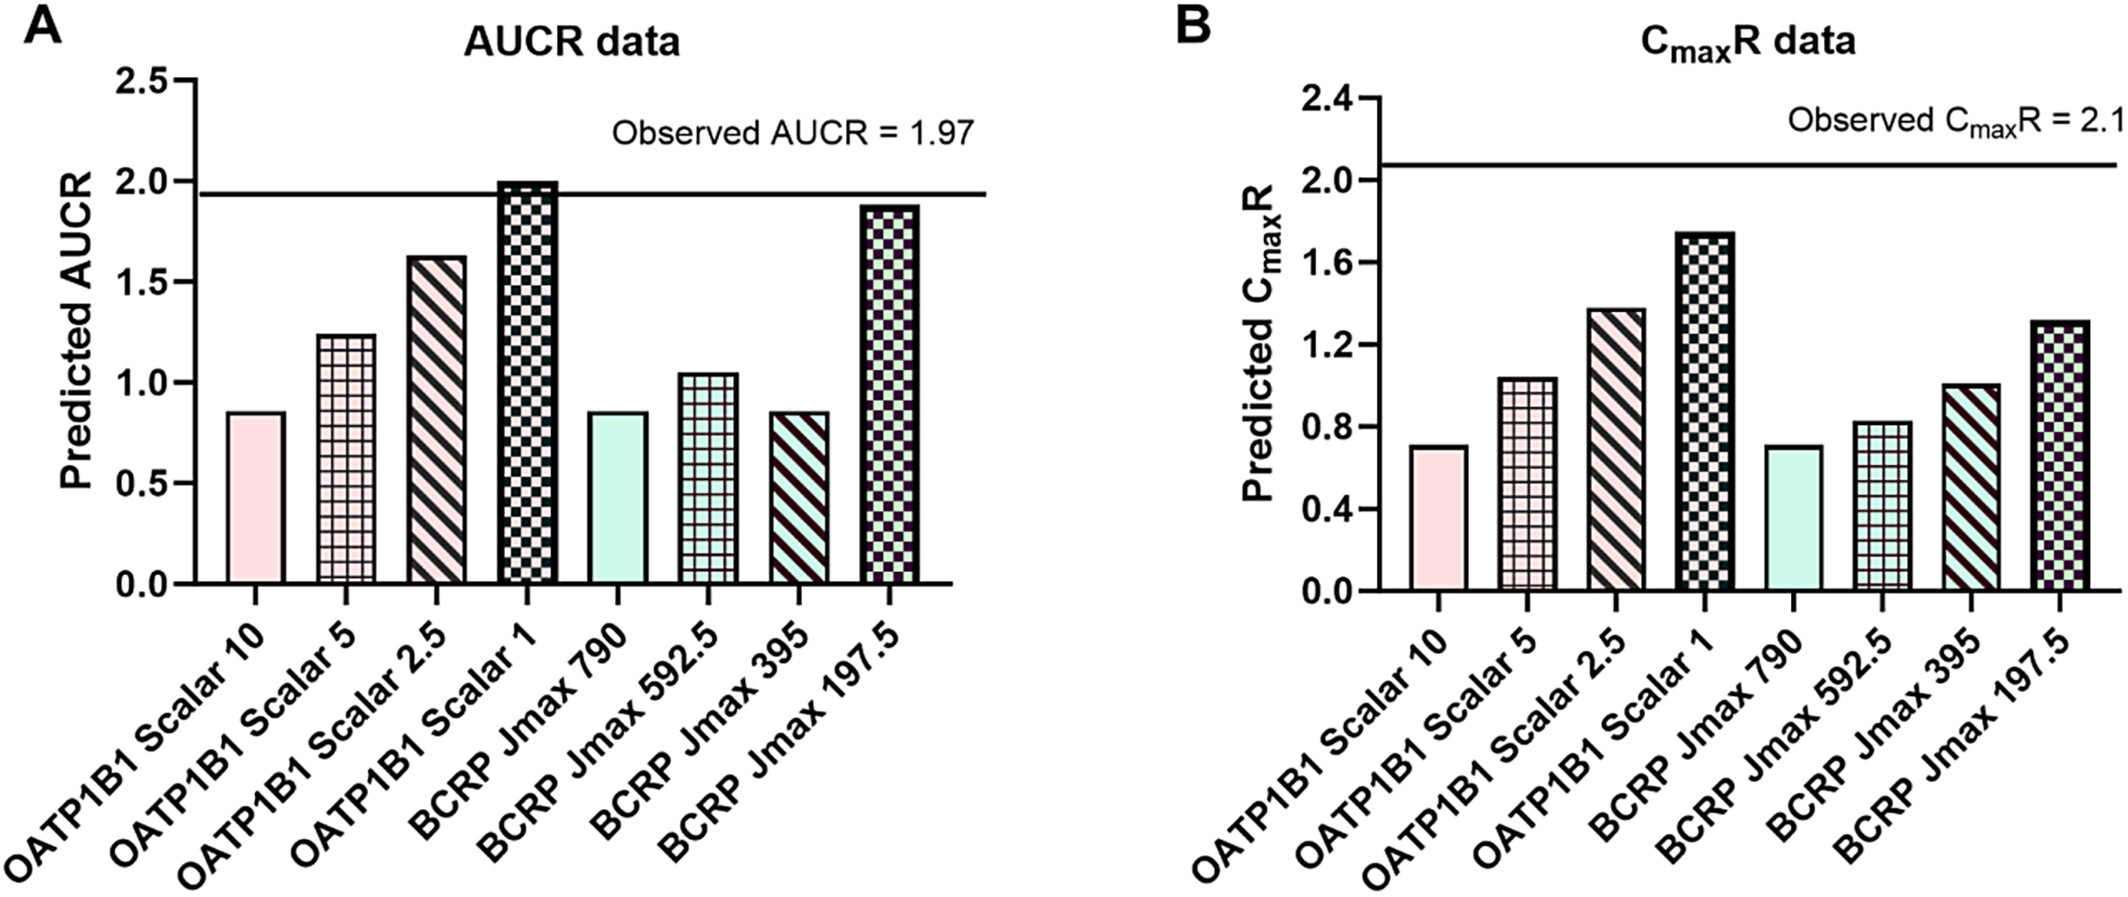 A
AUCR data
Predicted AUCR
2.5
2.0
1.5
1.0
0.5
0.0
Observed AUCR = 1.97
OATP1B1 Scalar 10
OATP1B1 Scalar 5
OATP1B1 Scalar 2.5
OATP1B1 Scalar 1
BCRP Jmax 790
BCRP Jmax 592.5
BCRP Jmax 395
BCRP Jmax 197.5
B
CmaxR data
Predicted CmaxR
2.4
2.0
1.6
1.2
0.8
0.4
0.0
Observed CmaxR = 2.1
OATP1B1 Scalar 10
OATP1B1 Scalar 5
OATP1B1 Scalar 2.5
OATP1B1 Scalar 1
BCRP Jmax 790
BCRP Jmax 592.5
BCRP Jmax 395
BCRP Jmax 197.5